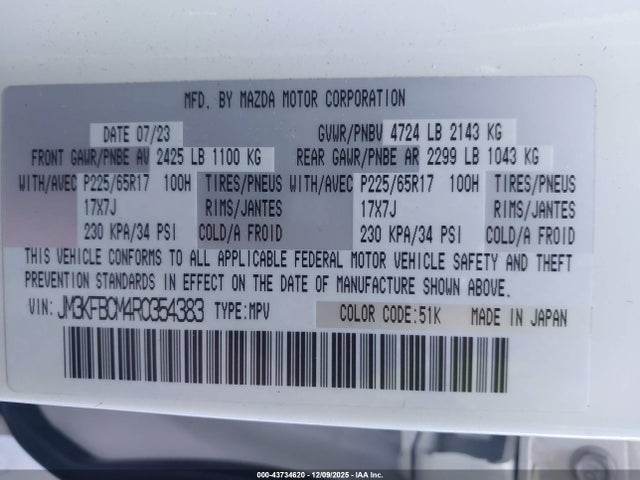 MFD. BY MAZDA MOTOR CORPORATION
DATE 07/23 GVWR/PNBV 4724 LB 2143 KG
FRONT GAWR/PNBE AV 2425 LB 1100 KG REAR GAWR/PNBE AR 2299 LB 1043 KG
WITH/AVEC P225/65R17 100H TIRES/PNEUS WITH/AVEC P225/65R17 100H TIRES/PNEUS
17X7J RIMS/JANTES 17X7J RIMS/JANTES
230 KPA/34 PSI COLD/A FROID 230 KPA/34 PSI COLD/A FROID
THIS VEHICLE CONFORMS TO ALL APPLICABLE FEDERAL MOTOR VEHICLE SAFETY AND THEFT
PREVENTION STANDARDS IN EFFECT ON THE DATE OF MANUFACTURE SHOWN ABOVE.
VIN: JM3KFBCM4R0354383 TYPE: MPV COLOR CODE:51K MADE IN JAPAN
000-43734620 - 12/09/2025 - IAA Inc.